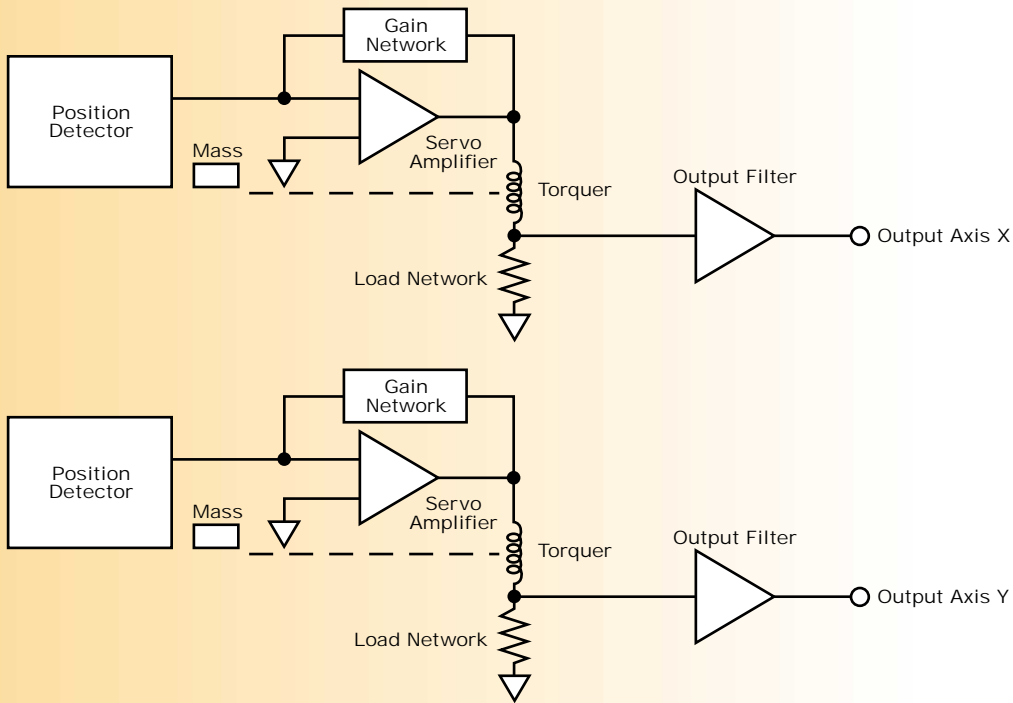 Gain
Network
Position
Detector
Mass
Servo
Amplifier
Torquer
Output Filter
Output Axis X
Load Network
Gain
Network
Position
Detector
Mass
Servo
Amplifier
Torquer
Output Filter
Output Axis Y
Load Network